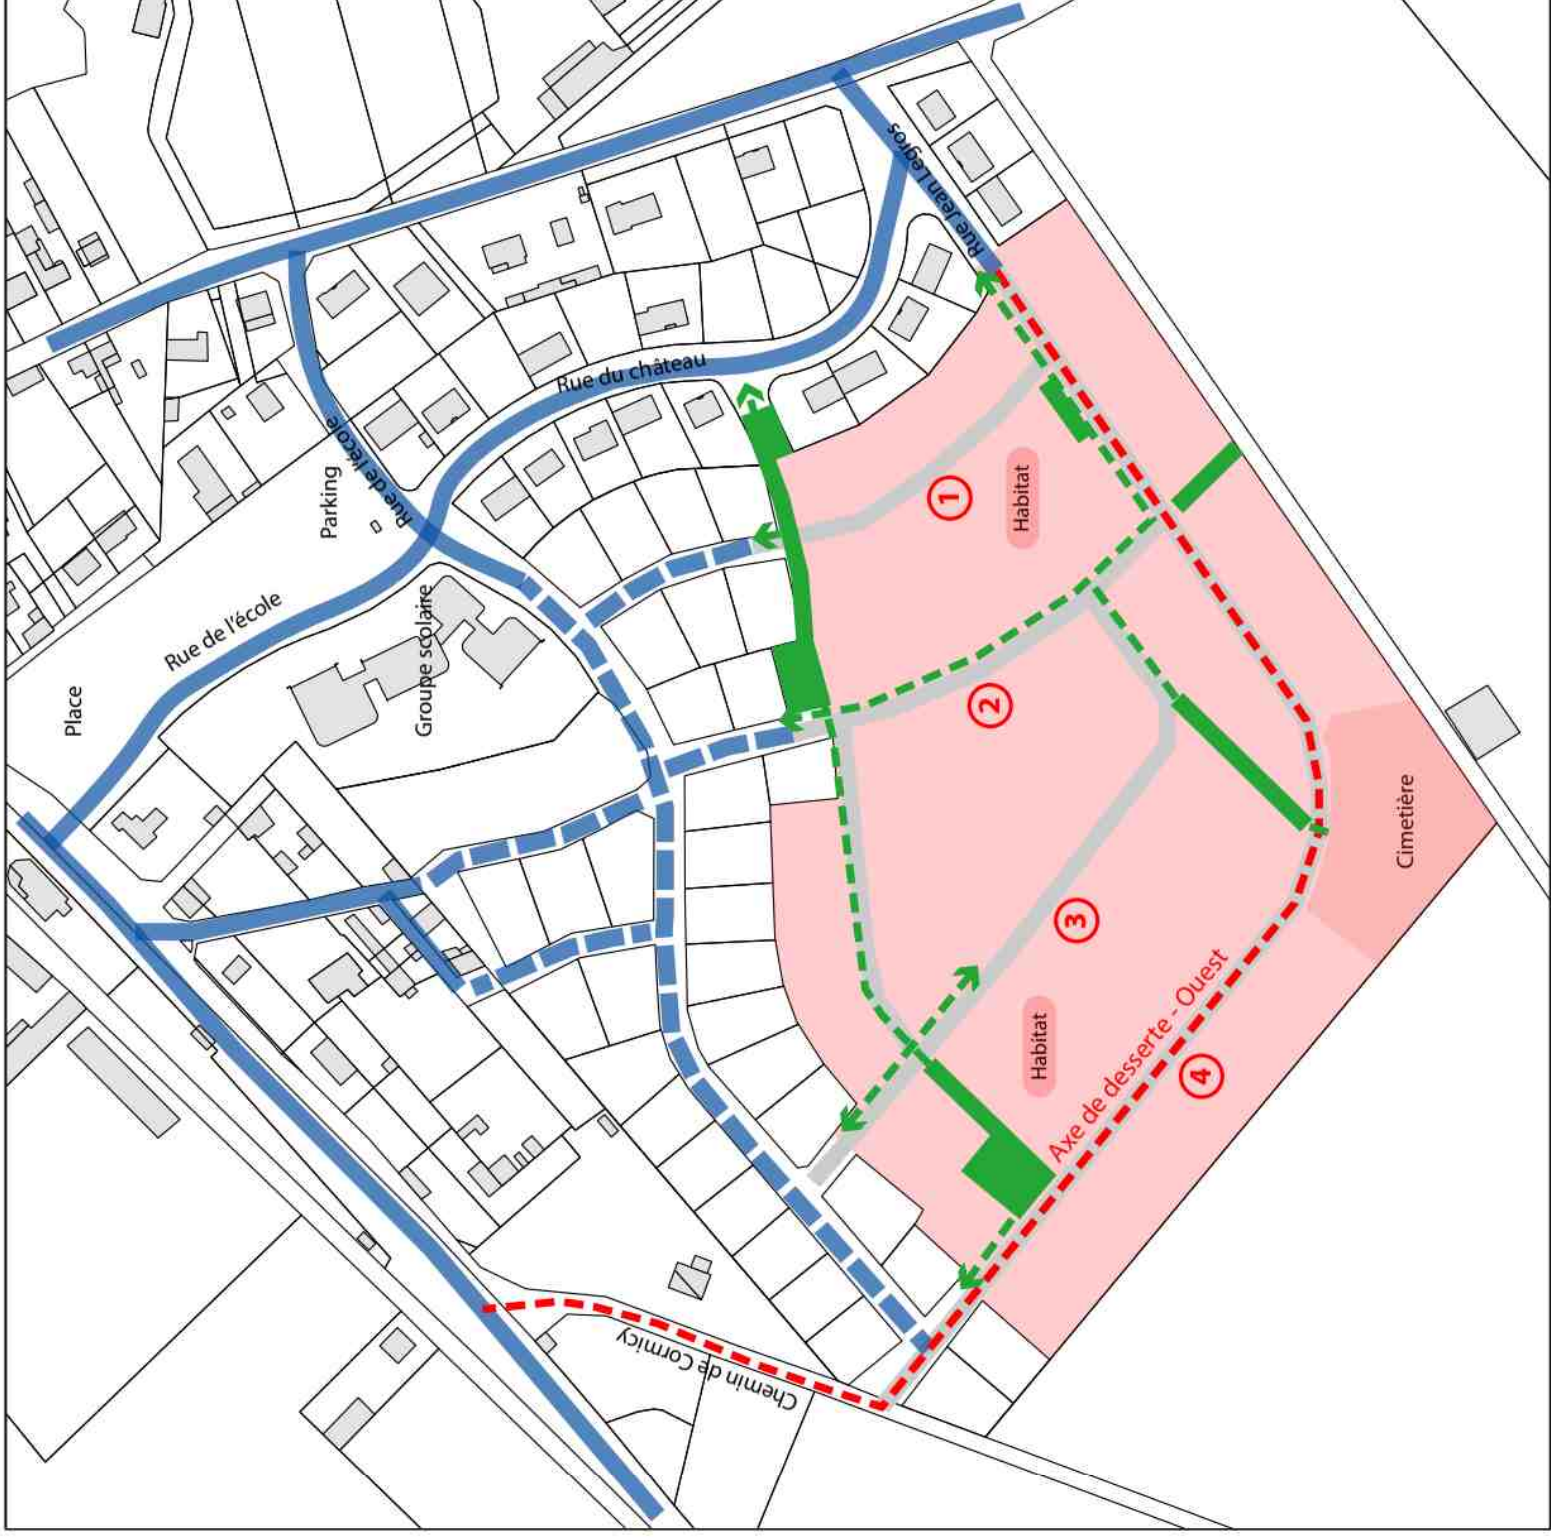 Place
Rue de l'école
Parking
Rue de l'école
Groupe scolaire
Rue du château
Rue Jean Legros
1
Habitat
2
3
Habitat
Axe de desserte - Ouest
4
Cimetière
Chemin de Cormicy